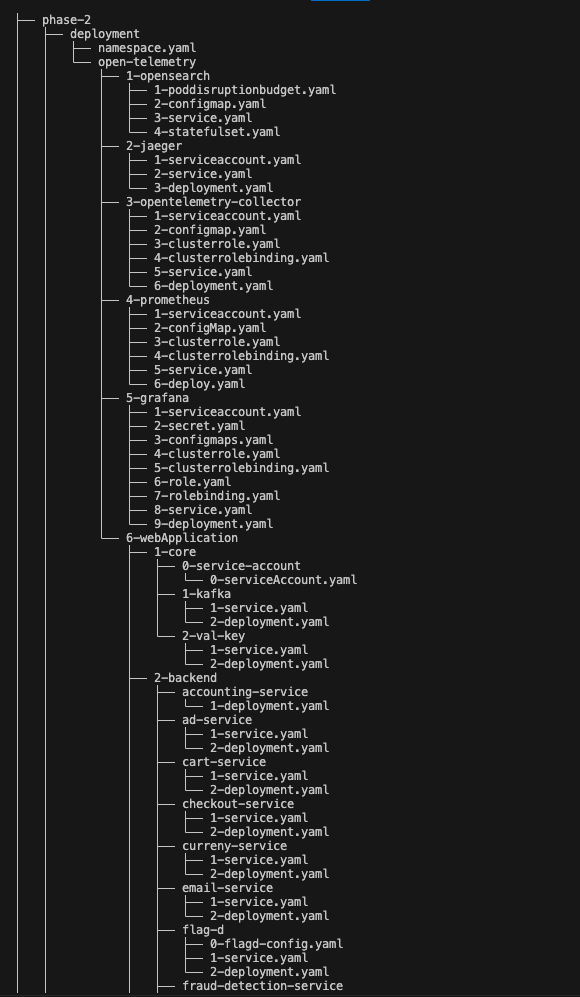 phase-2
deployment
namespace.yaml
open-telemetry
1-opensearch
1-poddisruptionbudget.yaml
2-configmap.yaml
3-service.yaml
4-statefulset.yaml
2-jaeger
1-serviceaccount.yaml
2-service.yaml
3-deployment.yaml
3-opentelemetry-collector
1-serviceaccount.yaml
2-configmap.yaml
3-clusterrole.yaml
4-clusterrolebinding.yaml
5-service.yaml
6-deployment.yaml
4-prometheus
1-serviceaccount.yaml
2-configMap.yaml
3-clusterrole.yaml
4-clusterrolebinding.yaml
5-service.yaml
6-deploy.yaml
5-grafana
1-serviceaccount.yaml
2-secret.yaml
3-configmaps.yaml
4-clusterrole.yaml
5-clusterrolebinding.yaml
6-role.yaml
7-rolebinding.yaml
8-service.yaml
9-deployment.yaml
6-webApplication
1-core
0-service-account
0-serviceAccount.yaml
1-kafka
1-service.yaml
2-deployment.yaml
2-val-key
1-service.yaml
2-deployment.yaml
2-backend
accounting-service
1-deployment.yaml
ad-service
1-service.yaml
2-deployment.yaml
cart-service
1-service.yaml
2-deployment.yaml
checkout-service
1-service.yaml
2-deployment.yaml
curreny-service
1-service.yaml
2-deployment.yaml
email-service
1-service.yaml
2-deployment.yaml
flag-d
0-flagd-config.yaml
1-service.yaml
2-deployment.yaml
fraud-detection-service